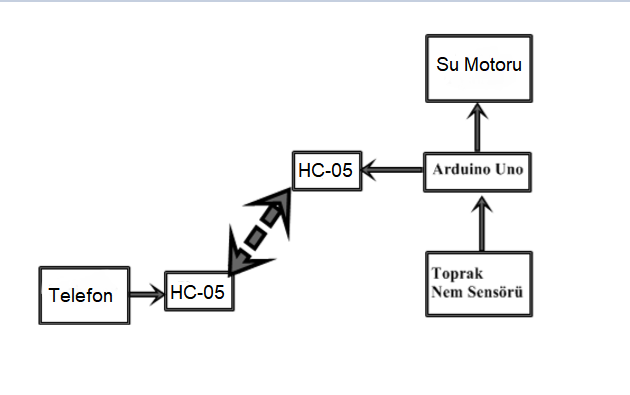 Su Motoru
HC-05
Arduino Uno
Toprak
Nem Sensörü
Telefon
HC-05